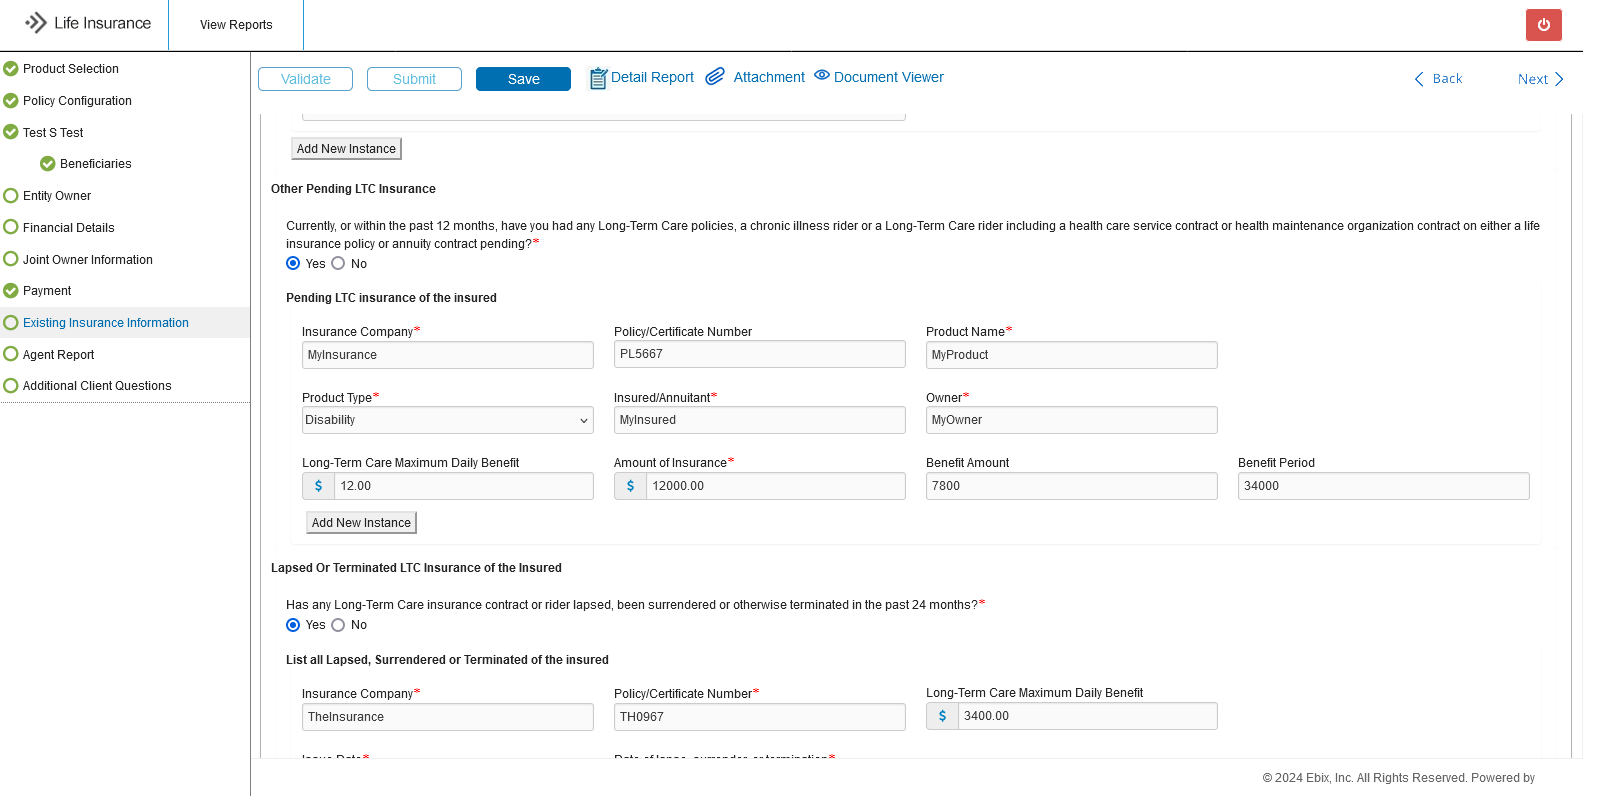 Life Insurance
View Reports
Product Selection
Policy Configuration
Test S Test
Beneficiaries
Entity Owner
Financial Details
Joint Owner Information
Payment
Existing Insurance Information
Agent Report
Additional Client Questions
Validate
Submit
Save
Detail Report
Attachment
Document Viewer
Back
Next
Add New Instance
Other Pending LTC Insurance
Currently, or within the past 12 months, have you had any Long-Term Care policies, a chronic illness rider or a Long-Term Care rider including a health care service contract or health maintenance organization contract on either a life
insurance policy or annuity contract pending?*
Yes No
Pending LTC insurance of the insured
Insurance Company* Policy/Certificate Number Product Name*
MyInsurance PL5667 MyProduct
Product Type* Insured/Annuitant* Owner*
Disability MyInsured MyOwner
Long-Term Care Maximum Daily Benefit Amount of Insurance* Benefit Amount Benefit Period
$ 12.00 $ 12000.00 7800 34000
Add New Instance
Lapsed Or Terminated LTC Insurance of the Insured
Has any Long-Term Care insurance contract or rider lapsed, been surrendered or otherwise terminated in the past 24 months?*
Yes No
List all Lapsed, Surrendered or Terminated of the insured
Insurance Company* Policy/Certificate Number* Long-Term Care Maximum Daily Benefit
TheInsurance TH0967 $ 3400.00
Issue Date* Date of lapse, surrender, or termination*
© 2024 Ebix, Inc. All Rights Reserved. Powered by